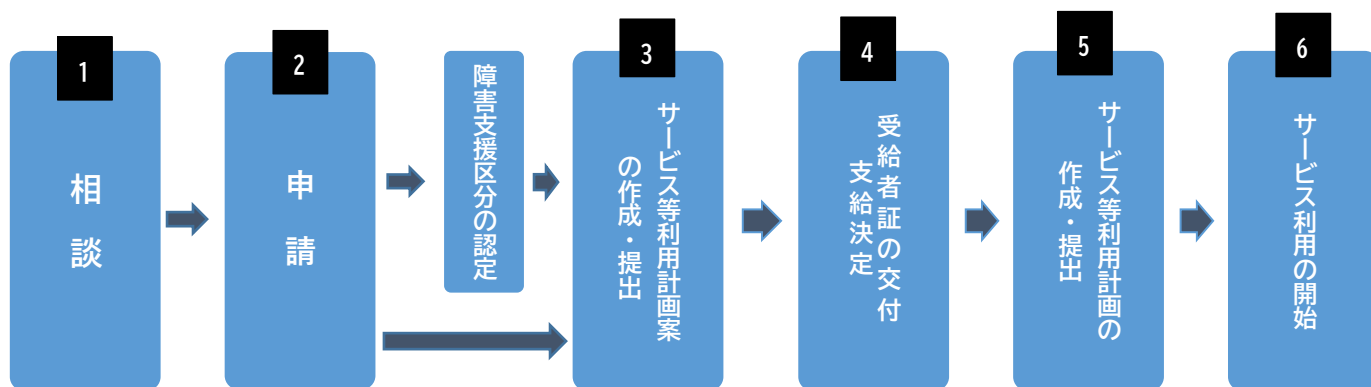 1
相談
2
申請
障害支援区分の認定
3
サービス等利用計画案
の作成・提出
4
受給者証の交付
支給決定
5
サービス等利用計画の
作成・提出
6
サービス利用の開始